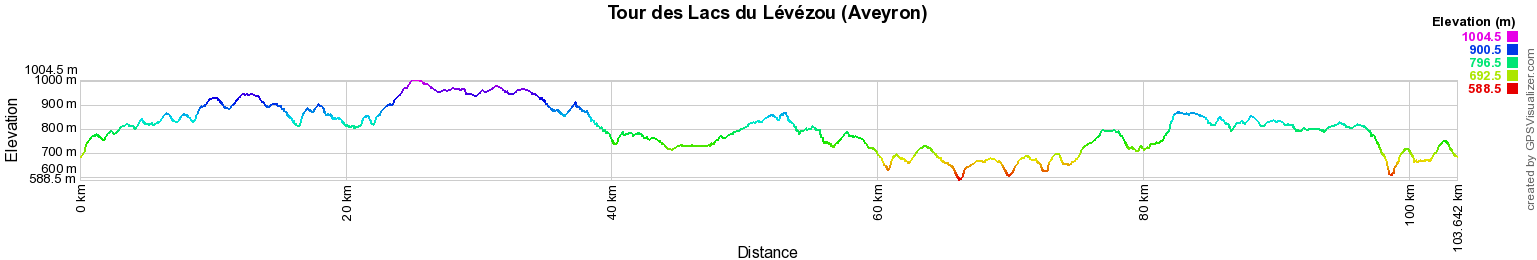 Tour des Lacs du Lévézou (Aveyron)
Elevation (m)
1004.5
900.5
796.5
692.5
588.5
1004.5 m
1000 m
900 m
800 m
700 m
600 m
588.5 m
Elevation
0 km
20 km
40 km
60 km
80 km
100 km
103.642 km
Distance
created by GPSVisualizer.com